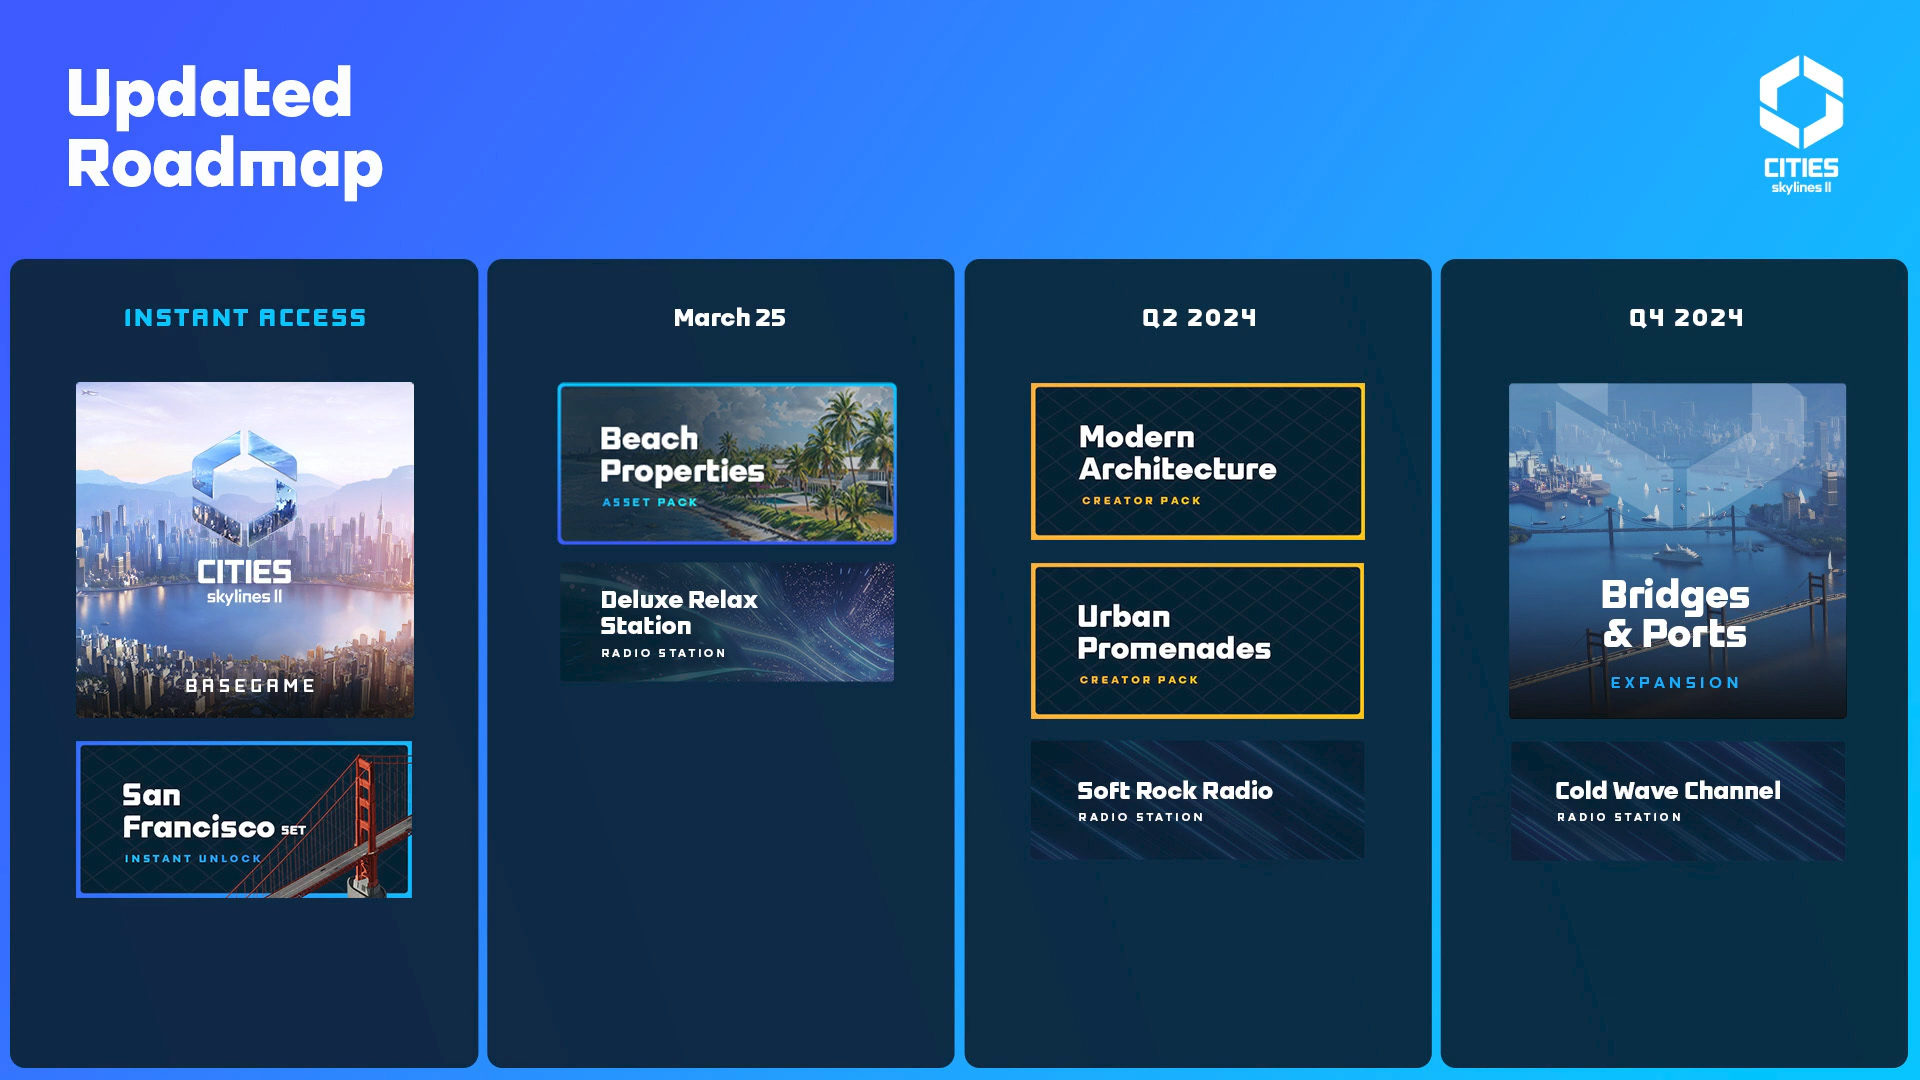 Updated
Roadmap
CITIES
skylines II
INSTANT ACCESS
CITIES
skylines II
BASEGAME
San
Francisco SET
INSTANT UNLOCK
March 25
Beach
Properties
ASSET PACK
Deluxe Relax
Station
RADIO STATION
Q2 2024
Modern
Architecture
CREATOR PACK
Urban
Promenades
CREATOR PACK
Soft Rock Radio
RADIO STATION
Q4 2024
Bridges
& Ports
EXPANSION
Cold Wave Channel
RADIO STATION